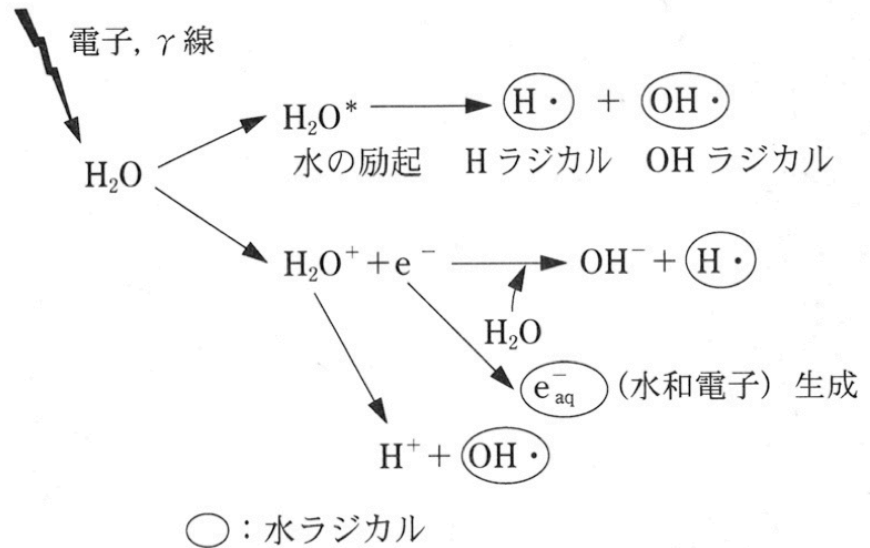 電子, γ線
H₂O* H・ + OH・
水の励起 Hラジカル OHラジカル
H₂O
H₂O⁺ + e⁻ OH⁻ + H・
H₂O
e⁻aq (水和電子) 生成
H⁺ + OH・
○：水ラジカル